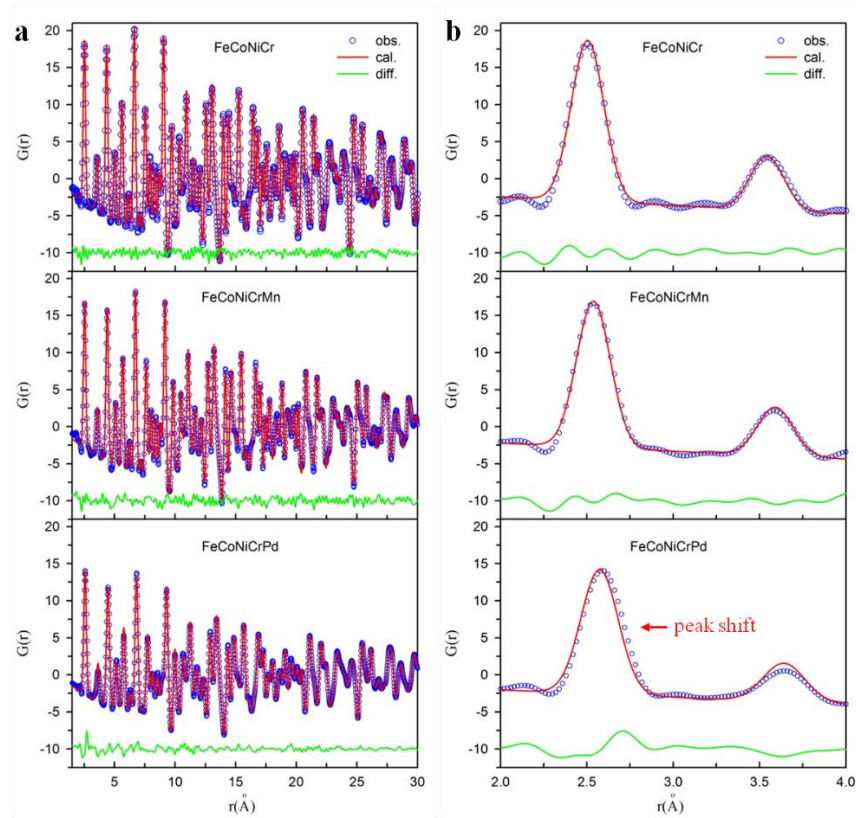 a
FeCoNiCr
obs.
cal.
diff.
G(r)
20
15
10
5
0
-5
-10
FeCoNiCrMn
G(r)
20
15
10
5
0
-5
-10
FeCoNiCrPd
G(r)
20
15
10
5
0
-5
-10
5 10 15 20 25 30
r(Å)
b
FeCoNiCr
obs.
cal.
diff.
G(r)
20
15
10
5
0
-5
-10
FeCoNiCrMn
G(r)
20
15
10
5
0
-5
-10
FeCoNiCrPd
peak shift
G(r)
20
15
10
5
0
-5
-10
2.0 2.5 3.0 3.5 4.0
r(Å)